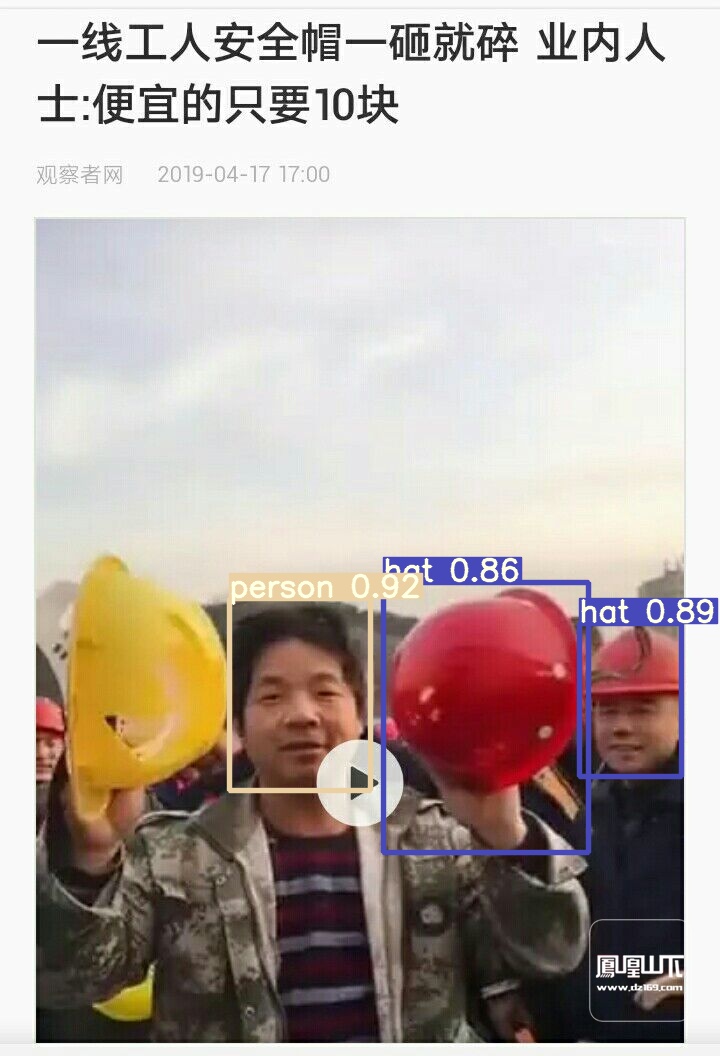 一线工人安全帽一砸就碎 业内人
士:便宜的只要10块
观察者网 2019-04-17 17:00
hat 0.86
person 0.92
hat 0.89
鳳凰山下
www.dz169.com